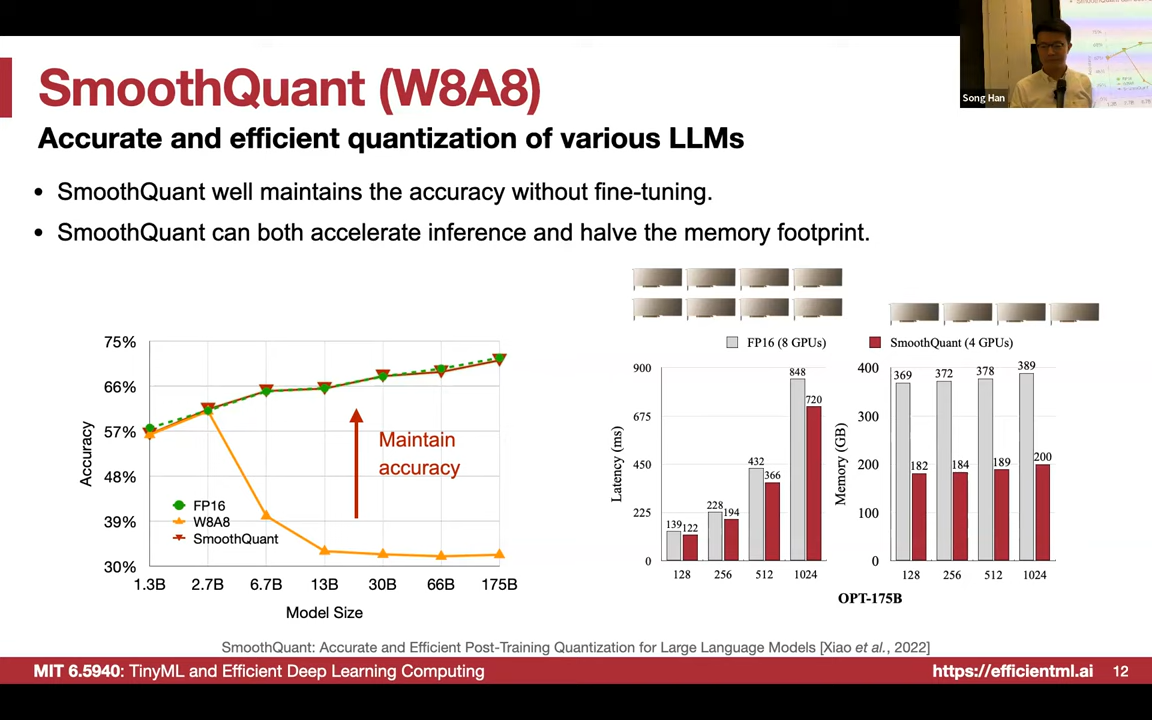 SmoothQuant (W8A8)
Song Han
Accurate and efficient quantization of various LLMs
• SmoothQuant well maintains the accuracy without fine-tuning.
• SmoothQuant can both accelerate inference and halve the memory footprint.
75%
66%
57%
48%
39%
30%
Accuracy
Maintain
accuracy
FP16
W8A8
SmoothQuant
1.3B 2.7B 6.7B 13B 30B 66B 175B
Model Size
FP16 (8 GPUs) SmoothQuant (4 GPUs)
900
675
450
225
0
Latency (ms)
139 122 228 194 432 366 848 720
128 256 512 1024
400
300
200
100
0
Memory (GB)
369 182 372 184 378 189 389 200
128 256 512 1024
OPT-175B
SmoothQuant: Accurate and Efficient Post-Training Quantization for Large Language Models [Xiao et al., 2022]
MIT 6.5940: TinyML and Efficient Deep Learning Computing https://efficientml.ai 12